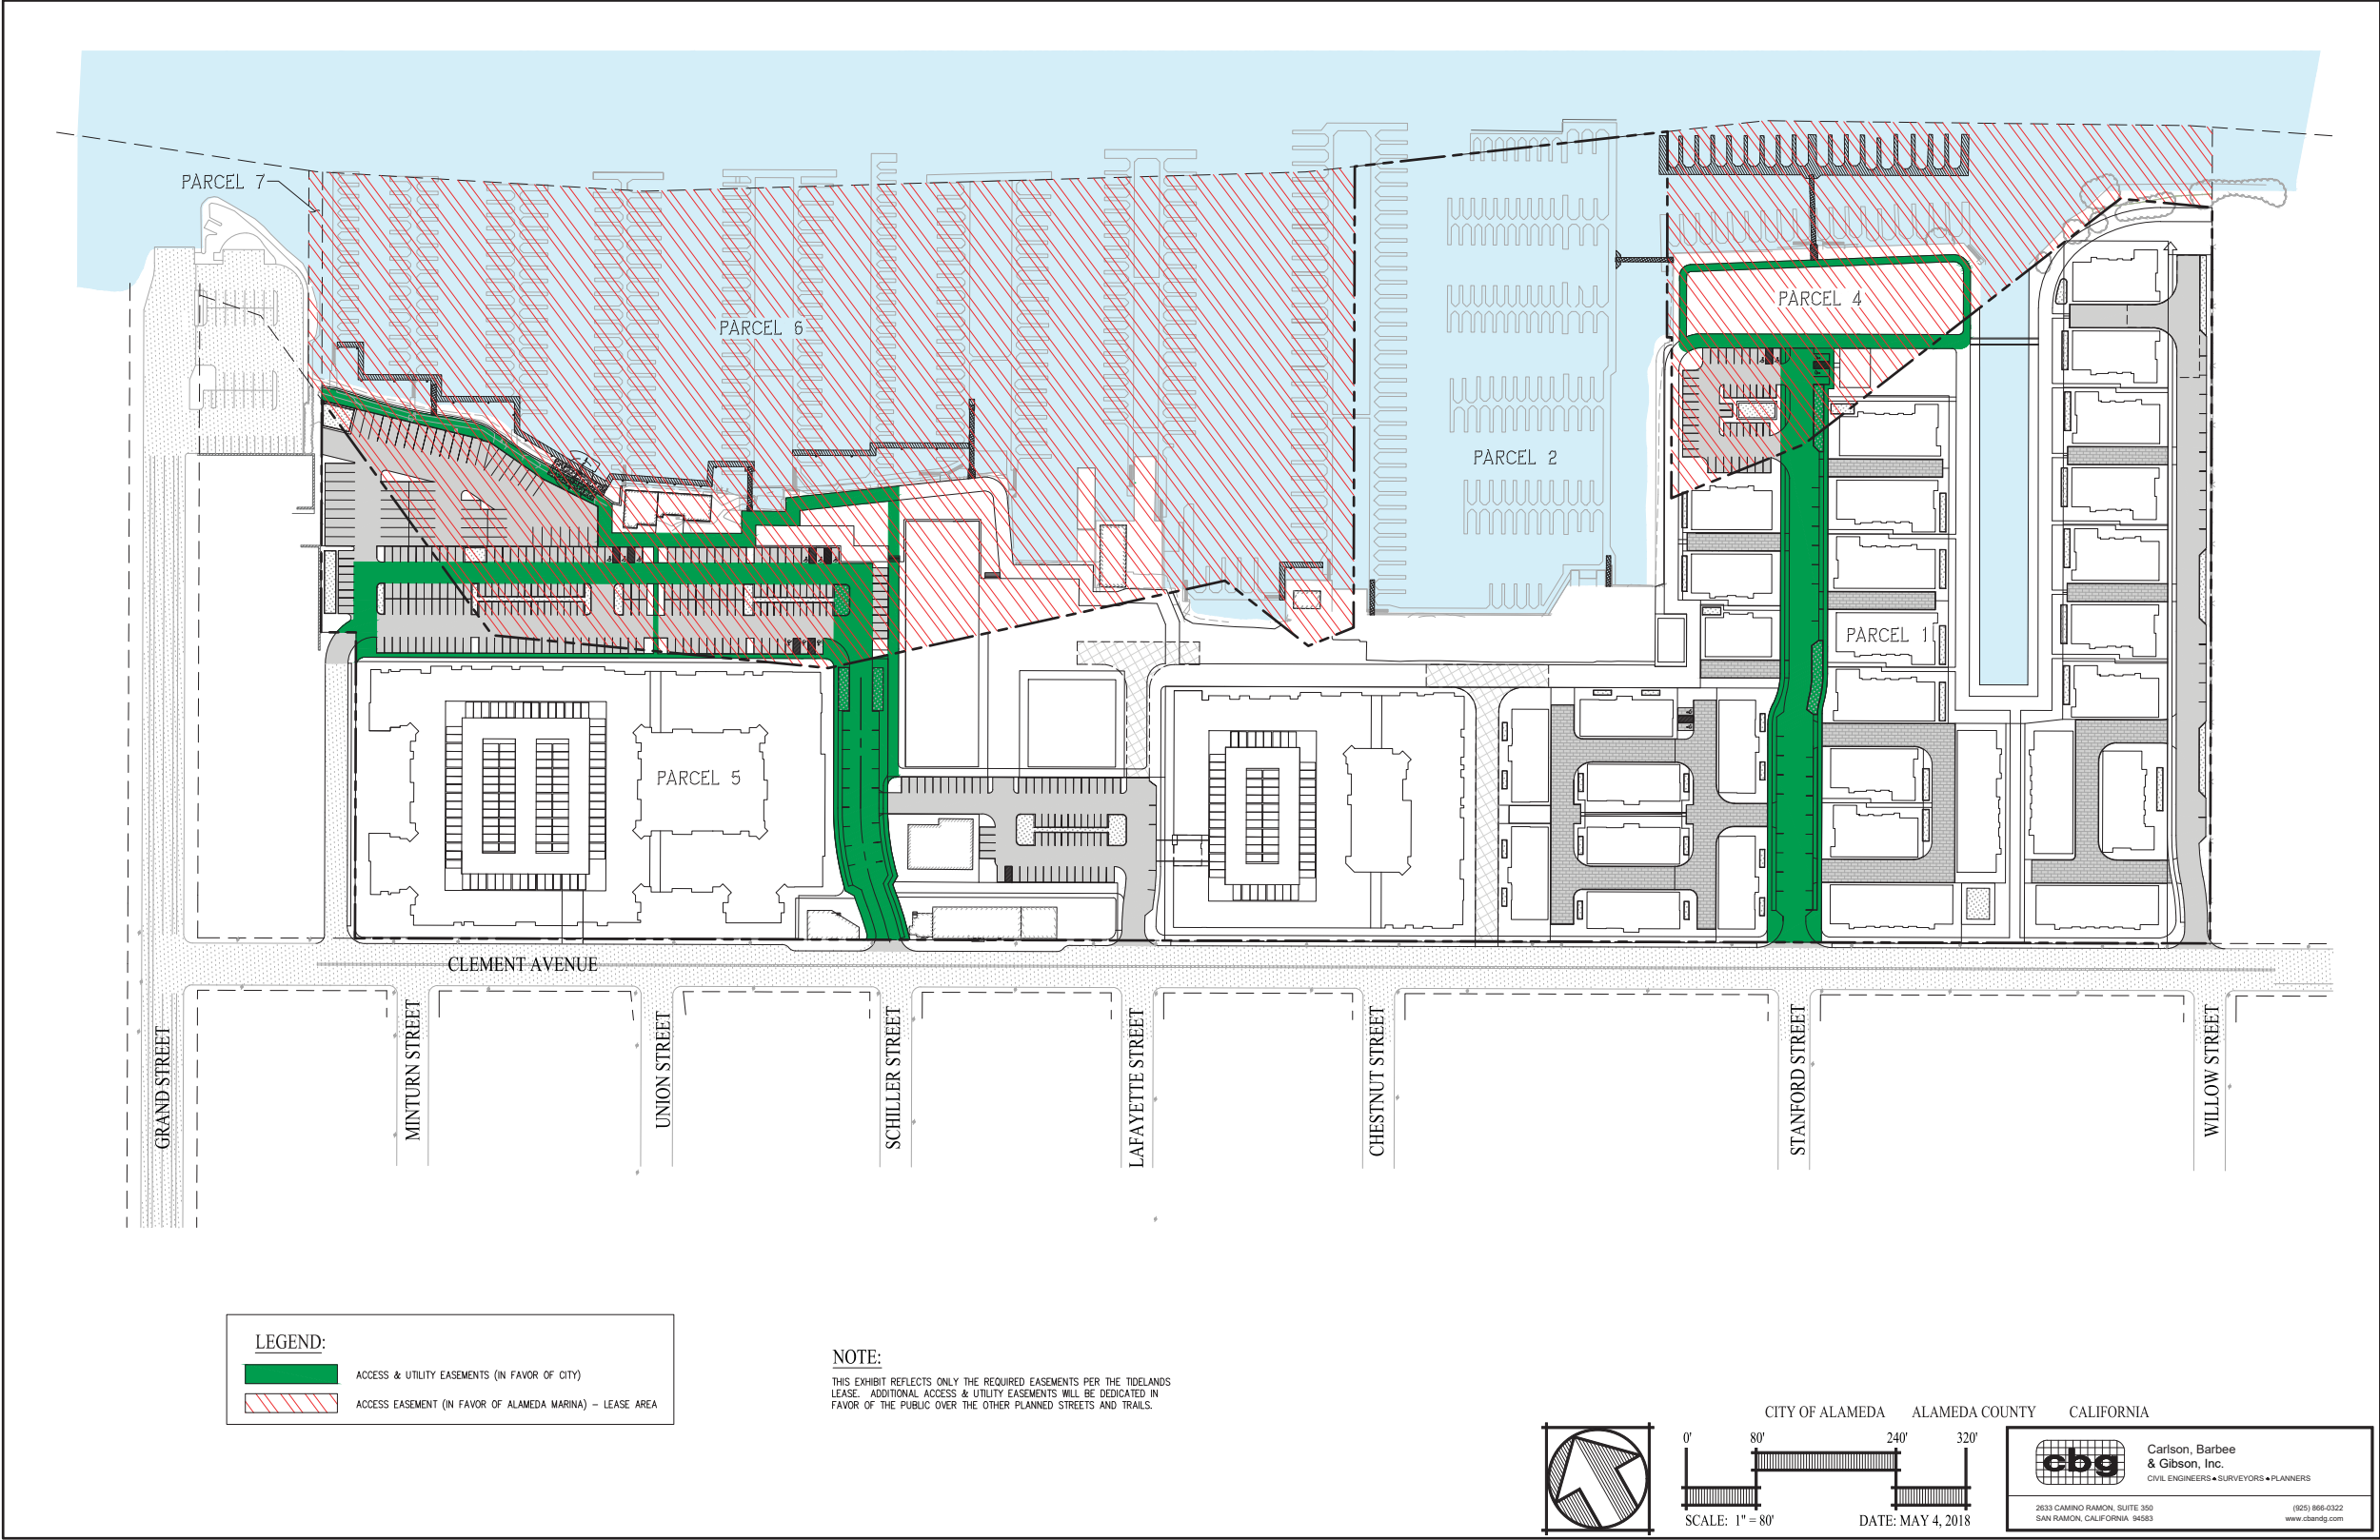 PARCEL 7
PARCEL 6
PARCEL 4
PARCEL 2
PARCEL 1
PARCEL 5
CLEMENT AVENUE
GRAND STREET
MINTURN STREET
UNION STREET
SCHILLER STREET
LAFAYETTE STREET
CHESTNUT STREET
STANFORD STREET
WILLOW STREET
LEGEND:
ACCESS & UTILITY EASEMENTS (IN FAVOR OF CITY)
ACCESS EASEMENT (IN FAVOR OF ALAMEDA MARINA) - LEASE AREA
NOTE:
THIS EXHIBIT REFLECTS ONLY THE REQUIRED EASEMENTS PER THE TIDELANDS
LEASE. ADDITIONAL ACCESS & UTILITY EASEMENTS WILL BE DEDICATED IN
FAVOR OF THE PUBLIC OVER THE OTHER PLANNED STREETS AND TRAILS.
CITY OF ALAMEDA ALAMEDA COUNTY CALIFORNIA
0' 80' 240' 320'
SCALE: 1" = 80' DATE: MAY 4, 2018
cbg
Carlson, Barbee
& Gibson, Inc.
CIVIL ENGINEERS ♠ SURVEYORS ♠ PLANNERS
2633 CAMINO RAMON, SUITE 350 (925) 866-0322
SAN RAMON, CALIFORNIA 94583 www.cbandg.com